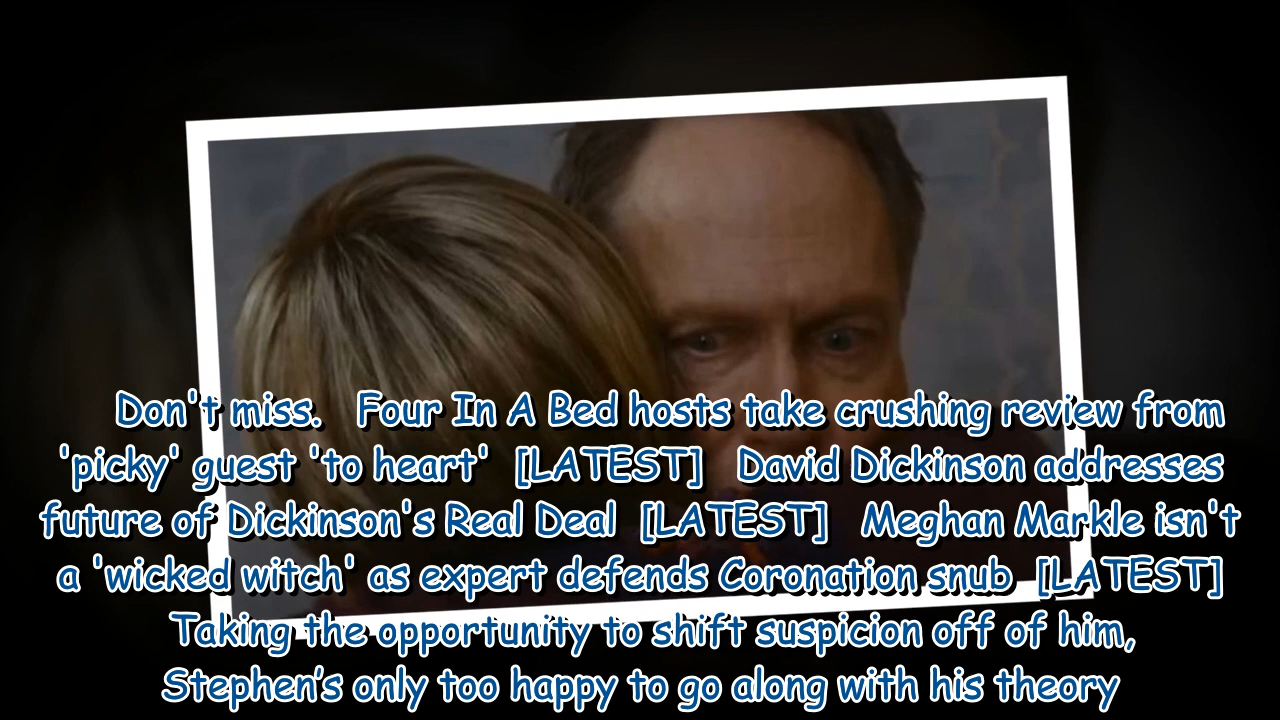 Don't miss. Four In A Bed hosts take crushing review from
'picky' guest 'to heart' [LATEST] David Dickinson addresses
future of Dickinson's Real Deal [LATEST] Meghan Markle isn't
a 'wicked witch' as expert defends Coronation snub [LATEST]
Taking the opportunity to shift suspicion off of him,
Stephen’s only too happy to go along with his theory